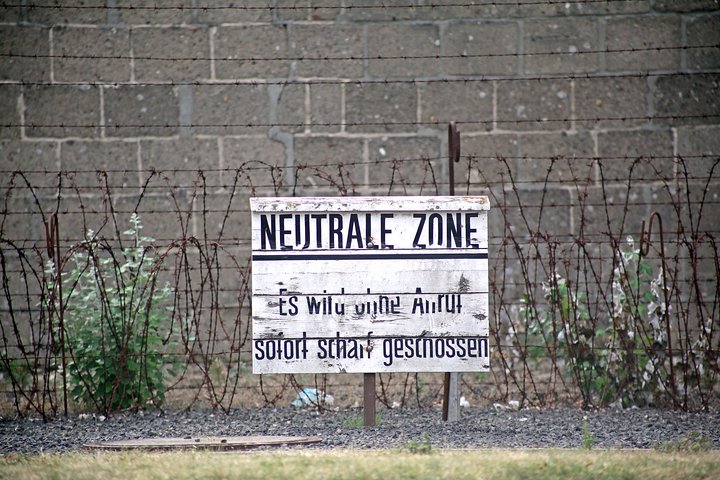 NEUTRALE ZONE
Es wird ohne Anruf
sofort scharf geschossen